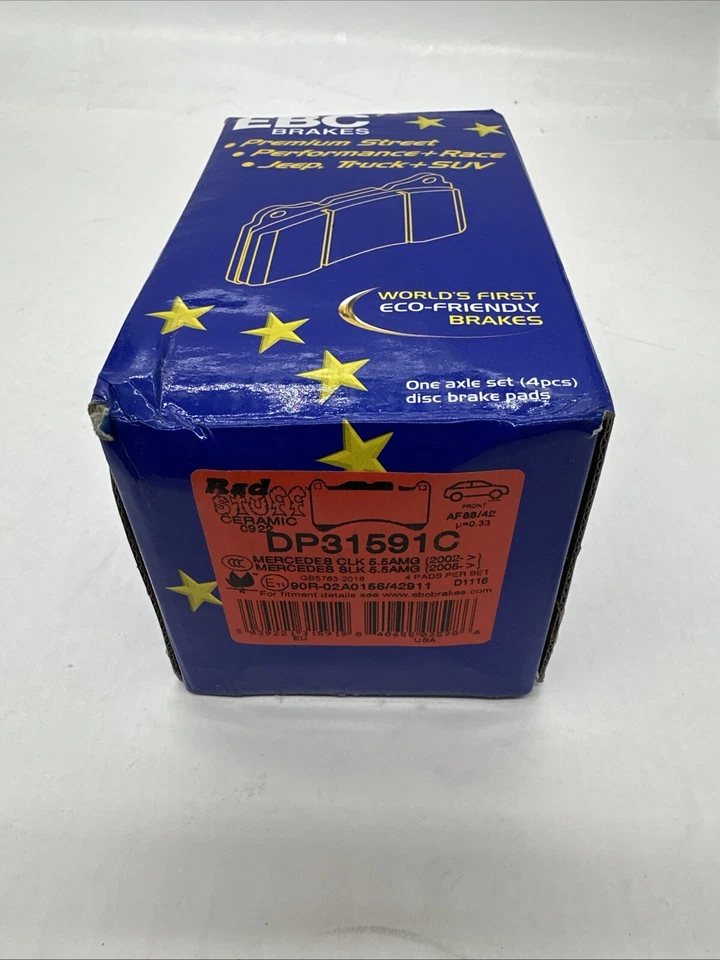 EBC
BRAKES
• Premium Street
• Performance+Race
• Jeep, Truck+SUV
WORLD'S FIRST
ECO-FRIENDLY
BRAKES
One axle set (4pcs)
disc brake pads
Red
STUFF
CERAMIC
0922
FRONT
AF88/42
µ=0.33
DP31591C
MERCEDES CLK 5.5AMG (2002->)
MERCEDES SLK 5.5AMG (2005->)
CCC
GB5763 2018
4 PADS PER SET
E11 90R-02A0156/42911
D1116
For fitment details see www.ebcbrakes.com
EU
USA